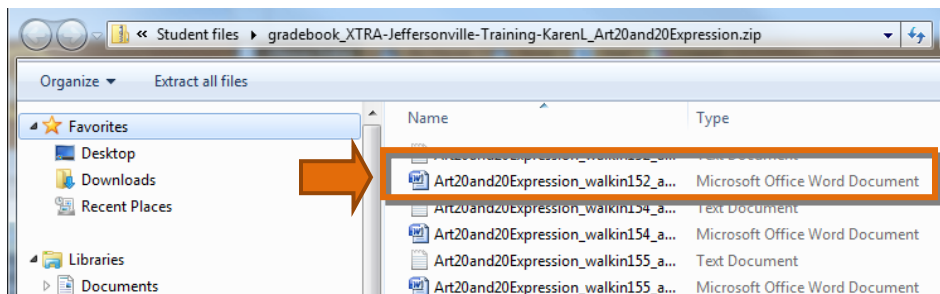 « Student files ▸ gradebook_XTRA-Jeffersonville-Training-KarenL_Art20and20Expression.zip
Organize ▾ Extract all files
Favorites
Desktop
Downloads
Recent Places
Libraries
Documents
Name Type
Art20and20Expression_walkin152_a... Text Document
Art20and20Expression_walkin152_a... Microsoft Office Word Document
Art20and20Expression_walkin154_a... Text Document
Art20and20Expression_walkin154_a... Microsoft Office Word Document
Art20and20Expression_walkin155_a... Text Document
Art20and20Expression_walkin155_a... Microsoft Office Word Document